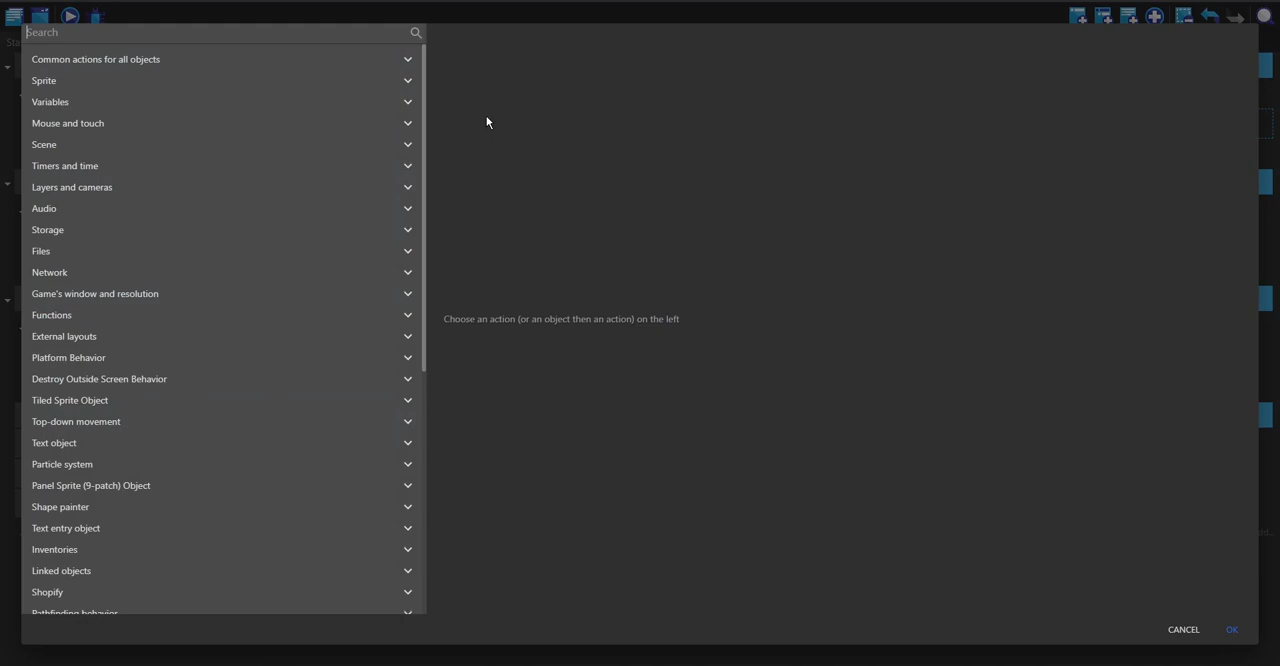 Search
Common actions for all objects
Sprite
Variables
Mouse and touch
Scene
Timers and time
Layers and cameras
Audio
Storage
Files
Network
Game's window and resolution
Functions
External layouts
Choose an action (or an object then an action) on the left
Platform Behavior
Destroy Outside Screen Behavior
Tiled Sprite Object
Top-down movement
Text object
Particle system
Panel Sprite (9-patch) Object
Shape painter
Text entry object
Inventories
Linked objects
Shopify
Pathfinding behavior
CANCEL OK